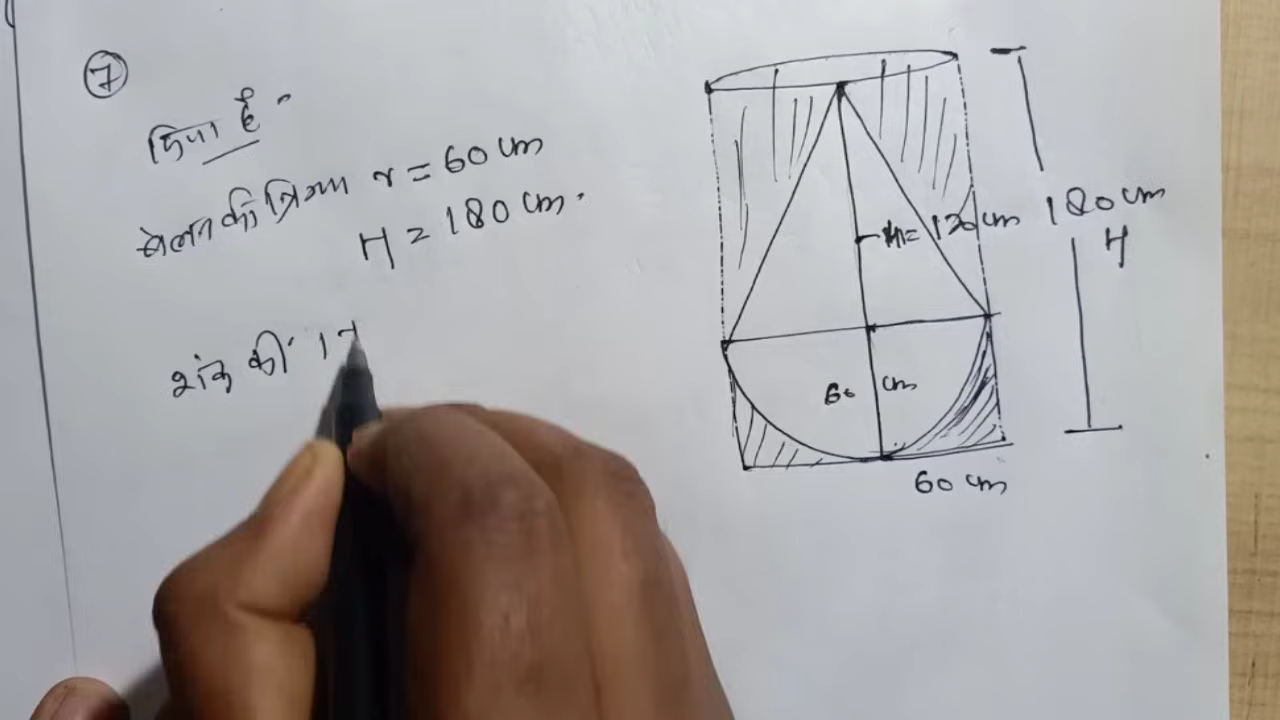 7
दिया है -
बेलन की त्रिज्या r = 60 cm
H = 180 cm.
शंकु की
h = 120 cm
180 cm
H
60 cm
60 cm